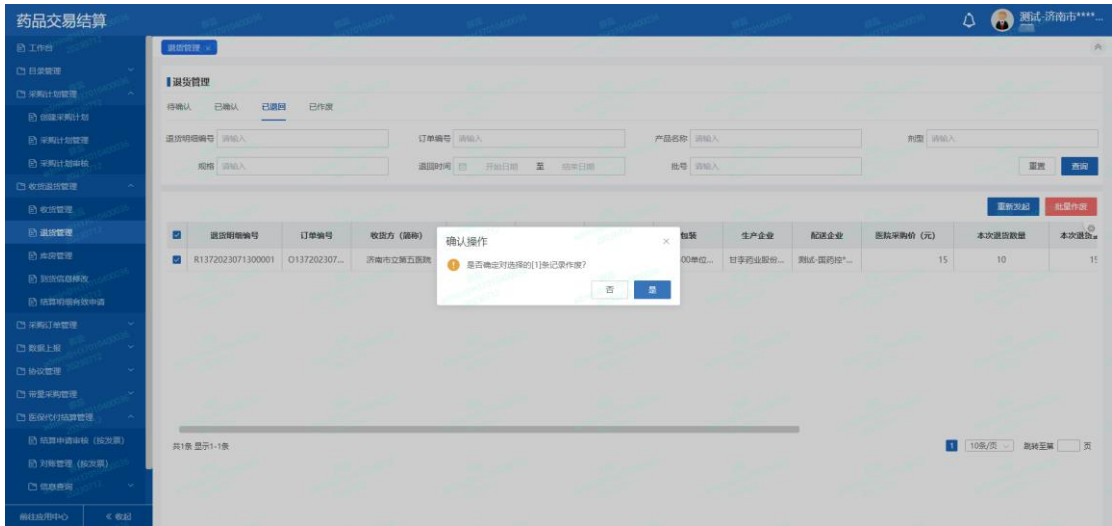 药品交易结算
测试-济南市****...
工作台
目录管理
采购计划管理
创建采购计划
采购计划管理
采购计划审核
收货退货管理
收货管理
退货管理
库房管理
到货信息修改
结算明细有效申请
采购订单管理
数据上报
协议管理
带量采购管理
医保代付结算管理
结算申请审核（按发票）
对账管理（按发票）
信息查询
前往应用中心 收起
退货管理 ×
退货管理
待确认 已确认 已退回 已作废
退货明细编号 请输入 订单编号 请输入 产品名称 请输入 剂型 请输入
规格 请输入 退回时间 开始日期 至 结束日期 批号 请输入 重置 查询
重新发起 批量作废
退货明细编号 订单编号 收货方（简称） 包装 生产企业 配送企业 医院采购价（元） 本次退货数量 本次退货
R1372023071300001 O137202307... 济南市立第五医院 00单位... 甘李药业股份... 测试-国药控*... 15 10 15
确认操作 ×
是否确定对选择的[1]条记录作废?
否 是
共1条 显示1-1条 1 10条/页 跳转至第 页